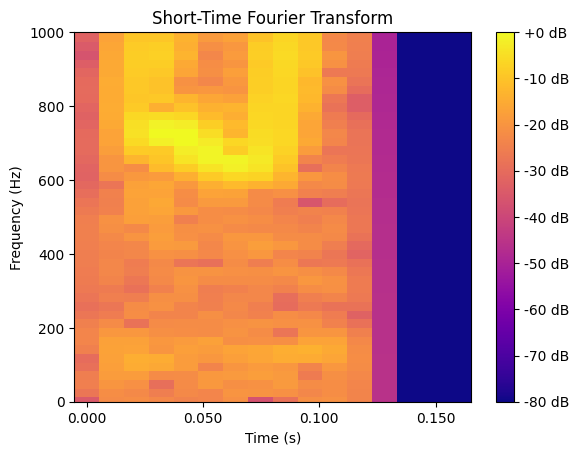 Short-Time Fourier Transform
1000
800
600
400
200
0
Frequency (Hz)
0.000
0.050
0.100
0.150
Time (s)
+0 dB
-10 dB
-20 dB
-30 dB
-40 dB
-50 dB
-60 dB
-70 dB
-80 dB